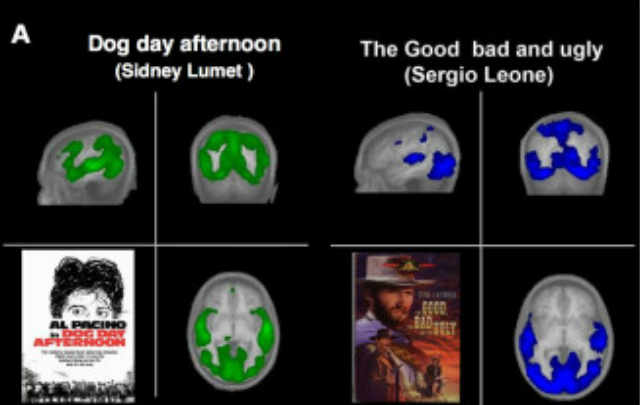 A
Dog day afternoon
(Sidney Lumet )
The Good bad and ugly
(Sergio Leone)
AL PACINO
DOG DAY
AFTERNOON
GOOD,
BAD
UGLY